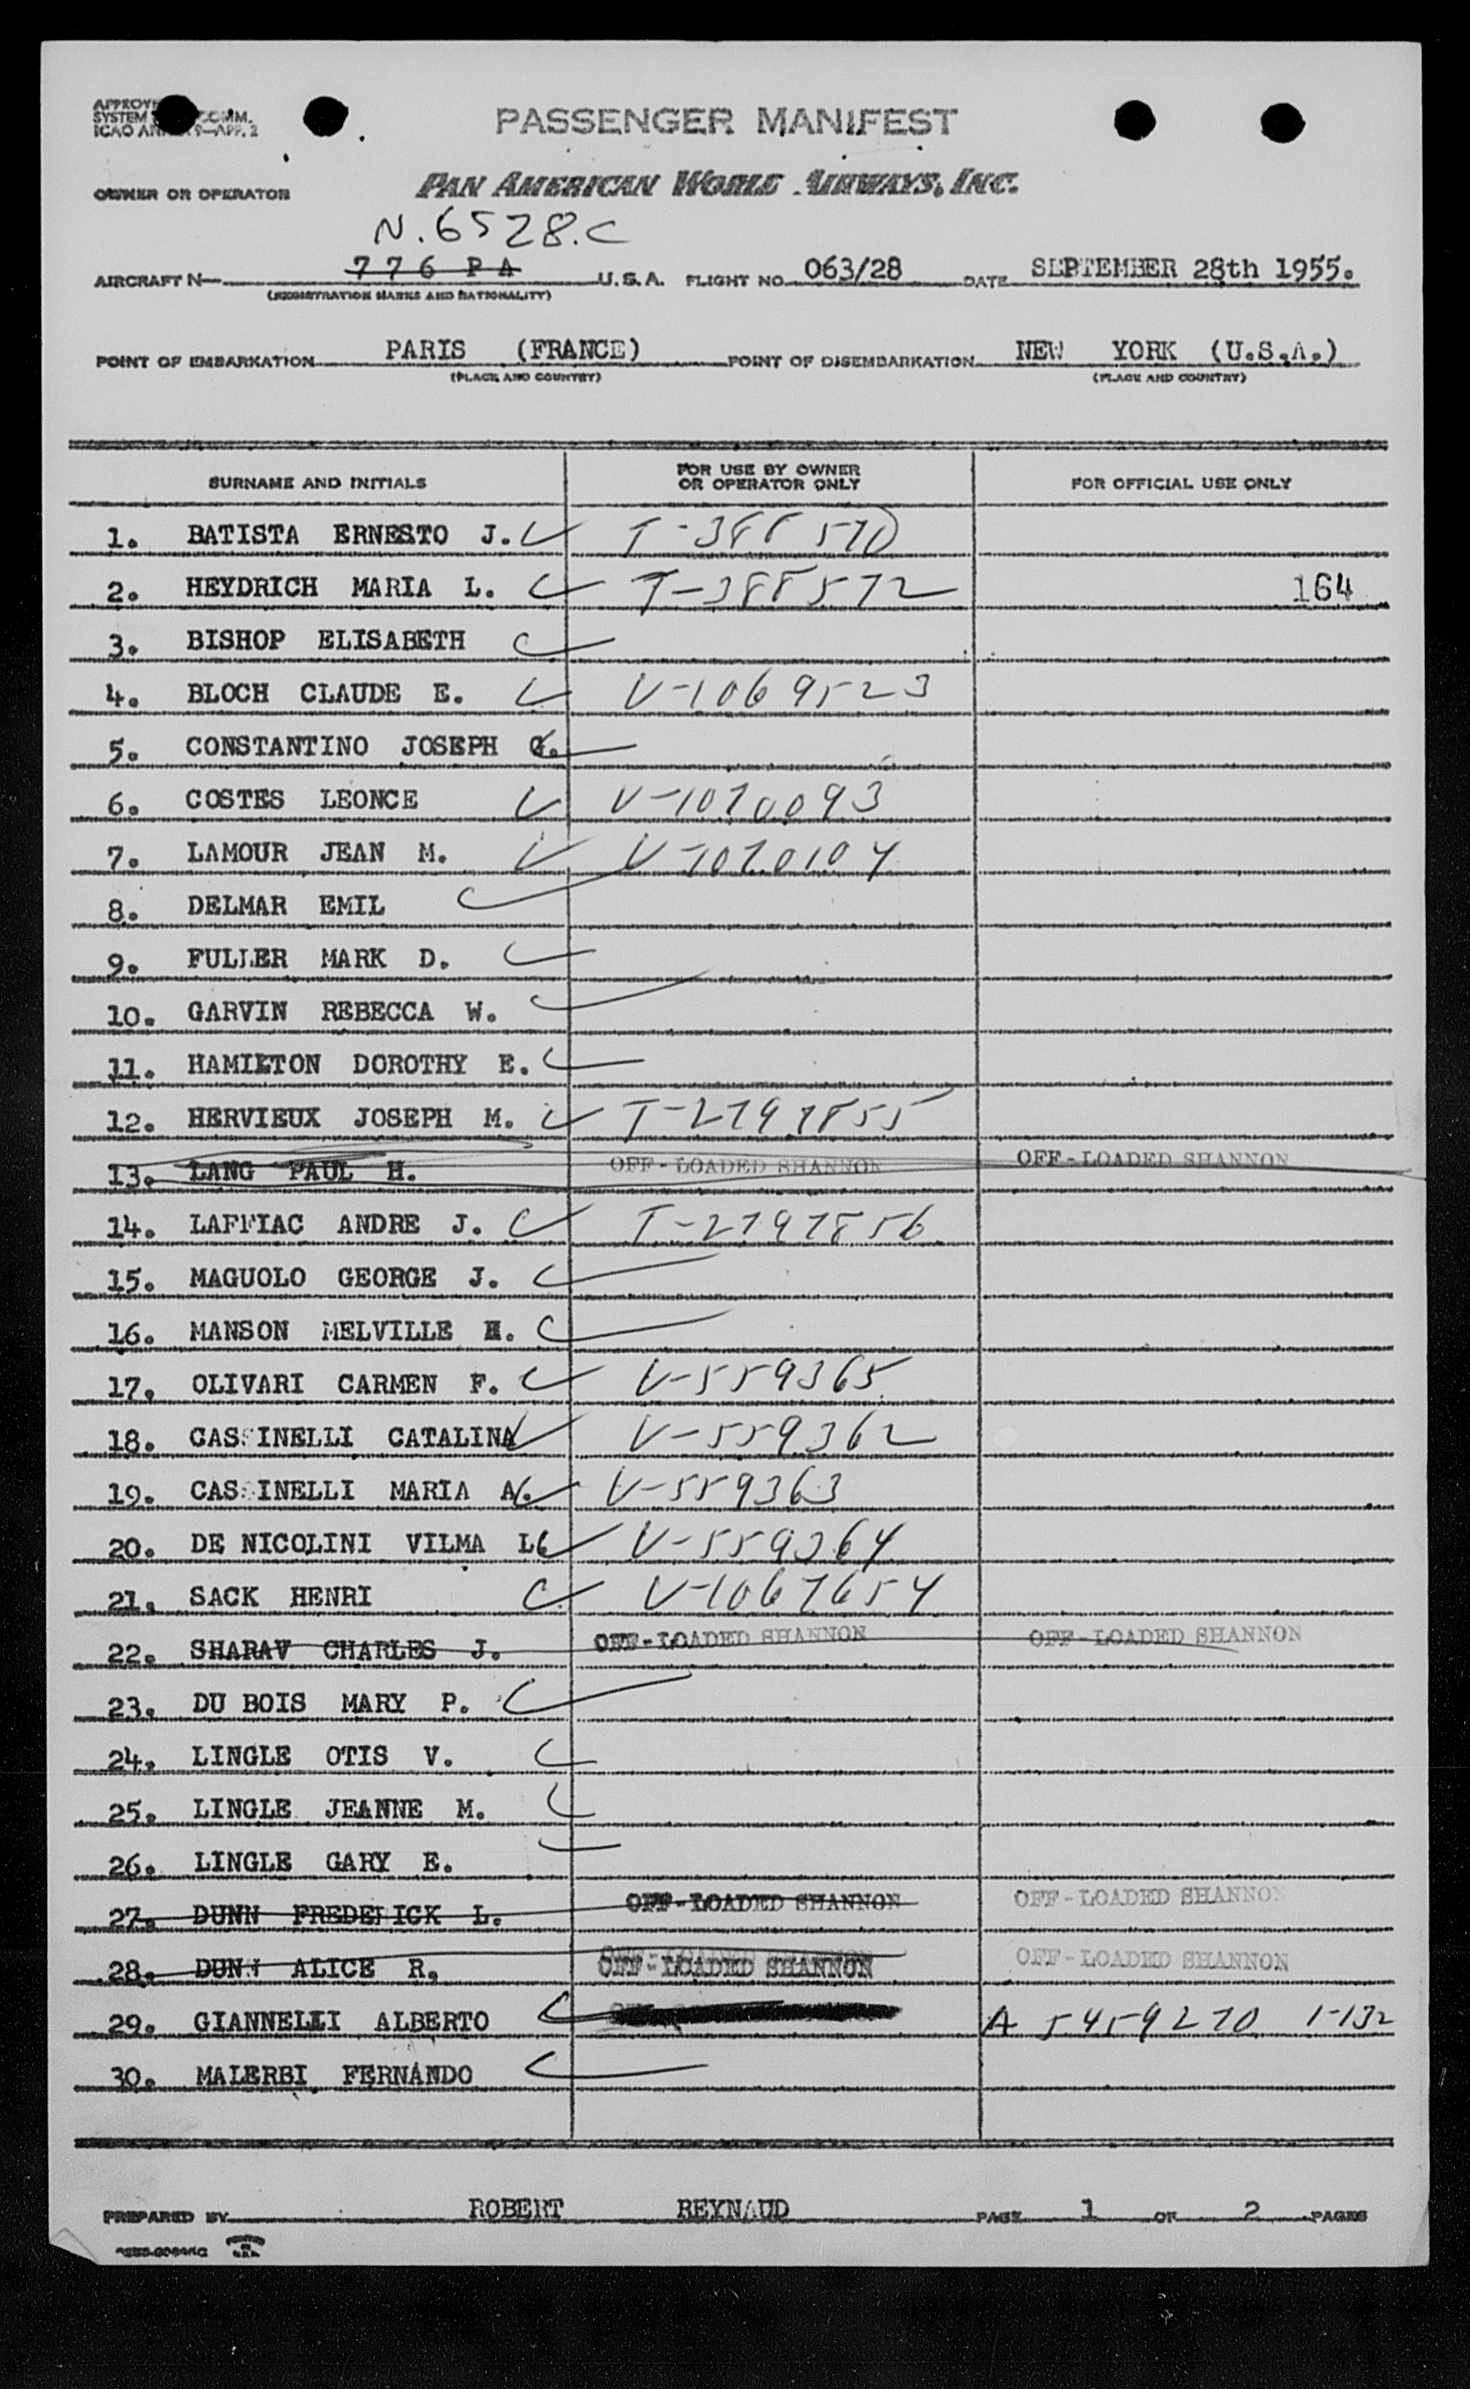 PASSENGER MANIFEST
OWNER OR OPERATOR PAN AMERICAN WORLD AIRWAYS, INC.
N.6528.C
AIRCRAFT N 776 PA U.S.A. FLIGHT NO. 063/28 DATE SEPTEMBER 28th 1955.
(REGISTRATION MARKS AND NATIONALITY)
POINT OF EMBARKATION PARIS (FRANCE) POINT OF DISEMBARKATION NEW YORK (U.S.A.)
(PLACE AND COUNTRY) (PLACE AND COUNTRY)
SURNAME AND INITIALS FOR USE BY OWNER OR OPERATOR ONLY FOR OFFICIAL USE ONLY
1. BATISTA ERNESTO J. T-388570
2. HEYDRICH MARIA L. T-388572 164
3. BISHOP ELISABETH
4. BLOCH CLAUDE E. V-1069523
5. CONSTANTINO JOSEPH G.
6. COSTES LEONCE V-1070093
7. LAMOUR JEAN M. V-1070104
8. DELMAR EMIL
9. FULLER MARK D.
10. GARVIN REBECCA W.
11. HAMILTON DOROTHY E.
12. HERVIEUX JOSEPH M. T-2797855
13. LANG PAUL H. OFF-LOADED SHANNON OFF-LOADED SHANNON
14. LAFFIAC ANDRE J. T-2797856
15. MAGUOLO GEORGE J.
16. MANSON MELVILLE H.
17. OLIVARI CARMEN F. V-559365
18. CASSINELLI CATALINA V-559362
19. CASSINELLI MARIA A. V-559363
20. DE NICOLINI VILMA L. V-559364
21. SACK HENRI V-1067654
22. SHARAV CHARLES J. OFF-LOADED SHANNON OFF-LOADED SHANNON
23. DU BOIS MARY P.
24. LINGLE OTIS V.
25. LINGLE JEANNE M.
26. LINGLE GARY E.
27. DUNN FREDERICK L. OFF-LOADED SHANNON OFF-LOADED SHANNON
28. DUNN ALICE R. OFF-LOADED SHANNON OFF-LOADED SHANNON
29. GIANNELLI ALBERTO A 5459270 1-132
30. MALERBI FERNANDO
PREPARED BY ROBERT REYNAUD PAGE 1 OF 2 PAGES